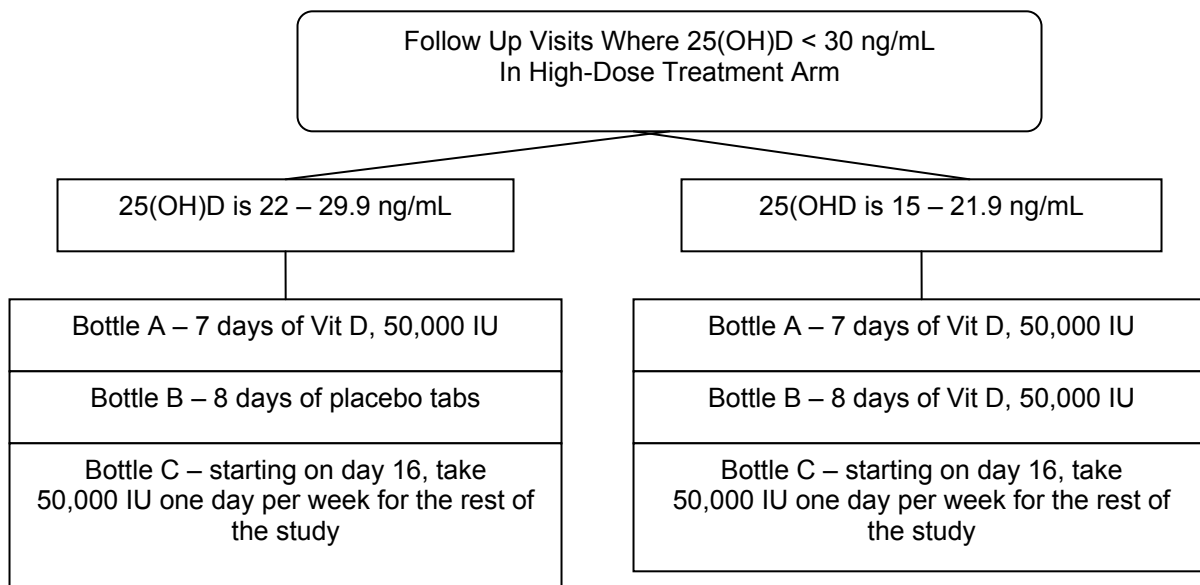 Follow Up Visits Where 25(OH)D < 30 ng/mL
In High-Dose Treatment Arm
25(OH)D is 22 – 29.9 ng/mL
25(OHD is 15 – 21.9 ng/mL
Bottle A – 7 days of Vit D, 50,000 IU
Bottle B – 8 days of placebo tabs
Bottle C – starting on day 16, take
50,000 IU one day per week for the rest of
the study
Bottle A – 7 days of Vit D, 50,000 IU
Bottle B – 8 days of Vit D, 50,000 IU
Bottle C – starting on day 16, take
50,000 IU one day per week for the rest of
the study